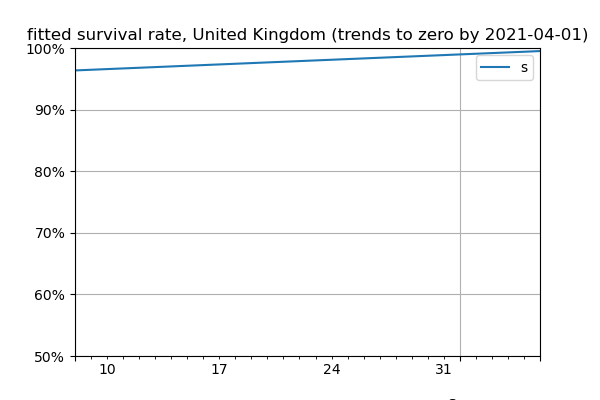 fitted survival rate, United Kingdom (trends to zero by 2021-04-01)
100%
s
90%
80%
70%
60%
50%
10 17 24 31